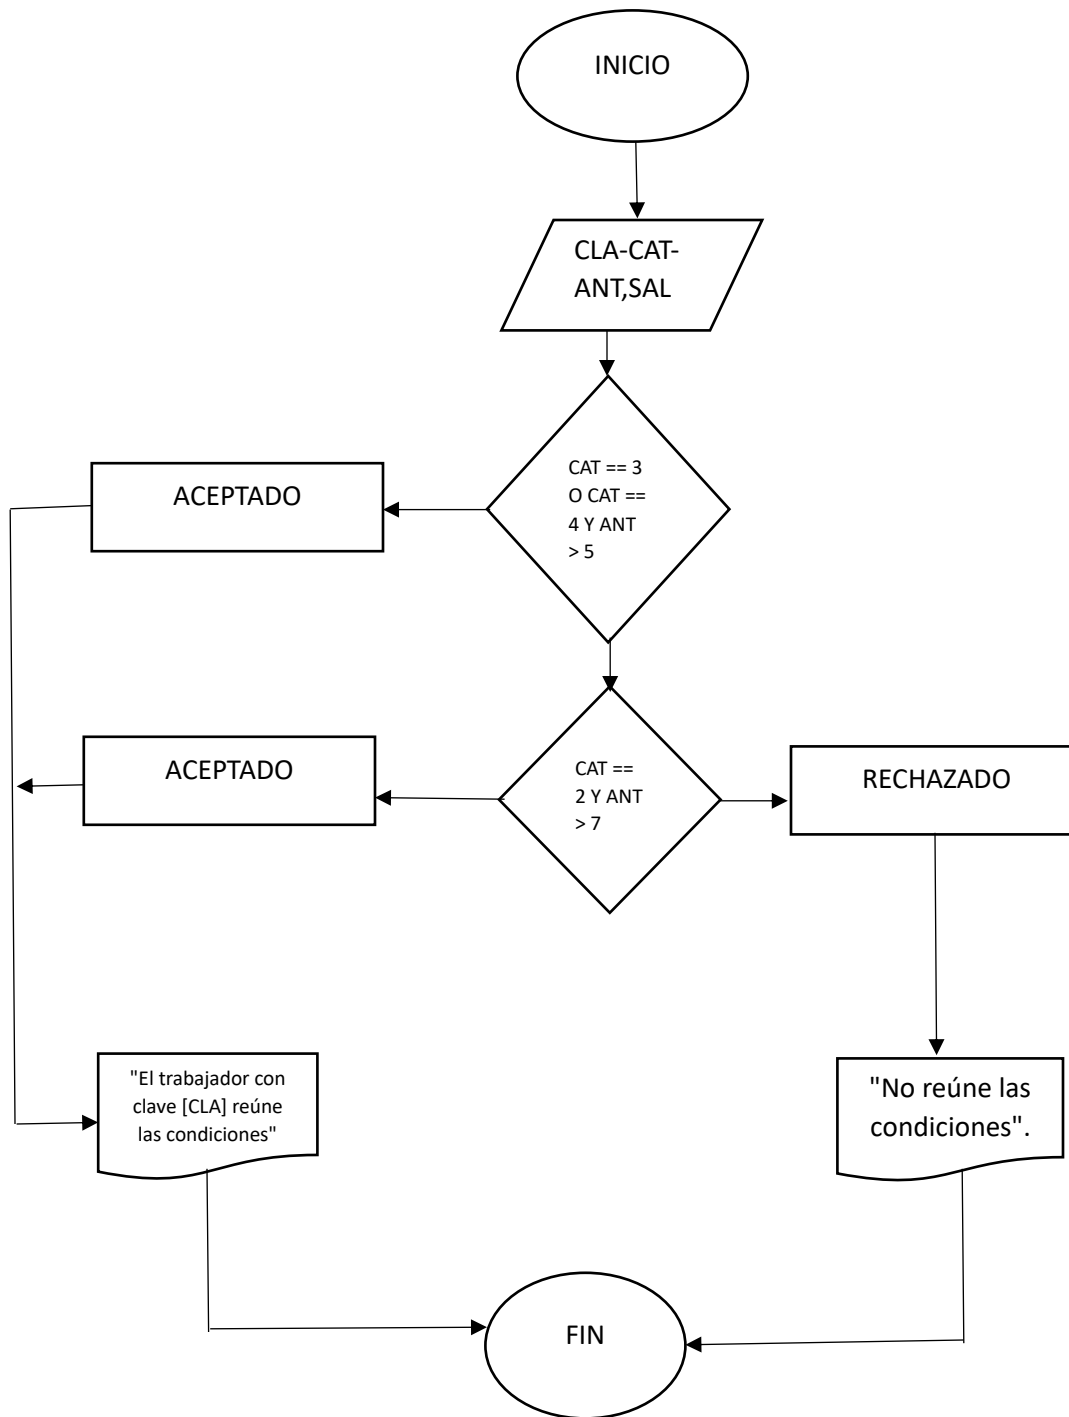 INICIO
CLA-CAT-
ANT,SAL
CAT == 3
O CAT ==
4 Y ANT
> 5
ACEPTADO
CAT ==
2 Y ANT
> 7
ACEPTADO
RECHAZADO
"El trabajador con
clave [CLA] reúne
las condiciones"
"No reúne las
condiciones".
FIN